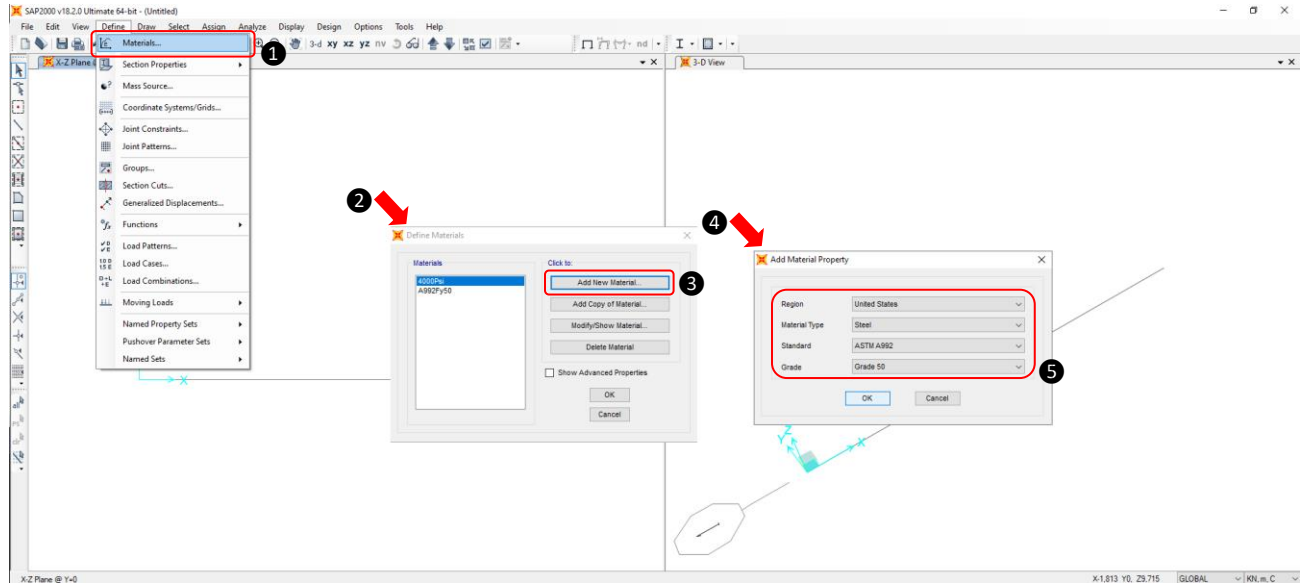 SAP2000 v18.2.0 Ultimate 64-bit - (Untitled)
File Edit View Define Draw Select Assign Analyze Display Design Options Tools Help
3-d xy xz yz nv
nd
X-Z Plane
3-D View
Materials...
1
Section Properties
Mass Source...
Coordinate Systems/Grids...
Joint Constraints...
Joint Patterns...
Groups...
Section Cuts...
Generalized Displacements...
Functions
Load Patterns...
Load Cases...
Load Combinations...
Moving Loads
Named Property Sets
Pushover Parameter Sets
Named Sets
X
2
Define Materials
Materials
4000Psi
A992Fy50
Click to:
Add New Material...
3
Add Copy of Material...
Modify/Show Material...
Delete Material
Show Advanced Properties
OK
Cancel
4
Add Material Property
Region United States
Material Type Steel
Standard ASTM A992
Grade Grade 50
5
OK Cancel
Z
Y
X
X-Z Plane @ Y=0
X-1,813 Y0, Z9,715 GLOBAL KN, m, C